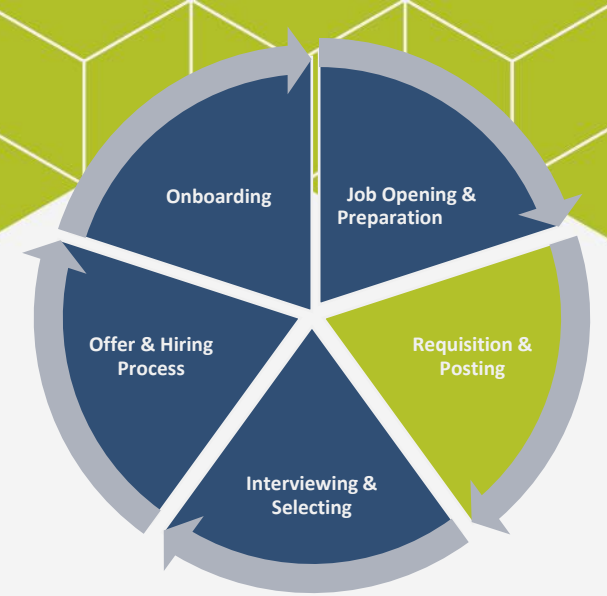 Onboarding
Job Opening &
Preparation
Offer & Hiring
Process
Requisition &
Posting
Interviewing &
Selecting